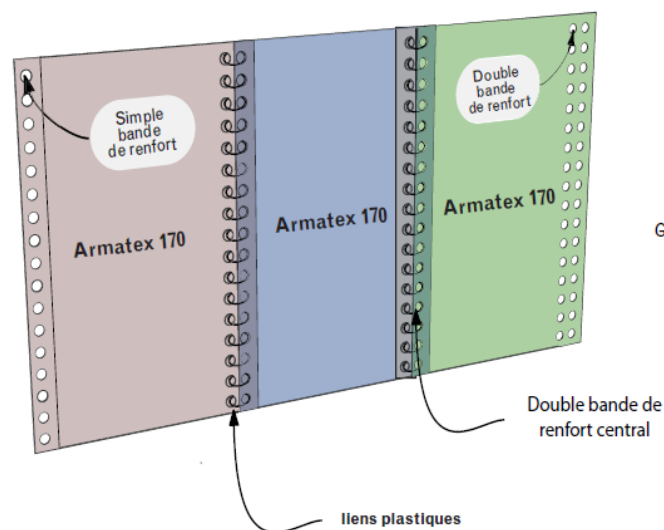 Simple
bande
de renfort
Double
bande
de renfort
Armatex 170
Armatex 170
Armatex 170
G
Double bande de
renfort central
liens plastiques